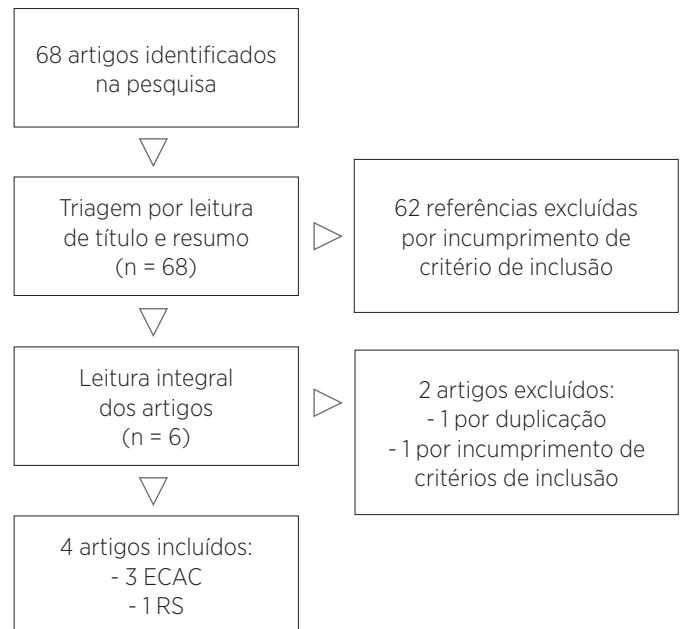 68 artigos identificados
na pesquisa
Triagem por leitura
de título e resumo
(n = 68)
62 referências excluídas
por incumprimento de
critério de inclusão
Leitura integral
dos artigos
(n = 6)
2 artigos excluídos:
- 1 por duplicação
- 1 por incumprimento de
critérios de inclusão
4 artigos incluídos:
- 3 ECAC
- 1 RS